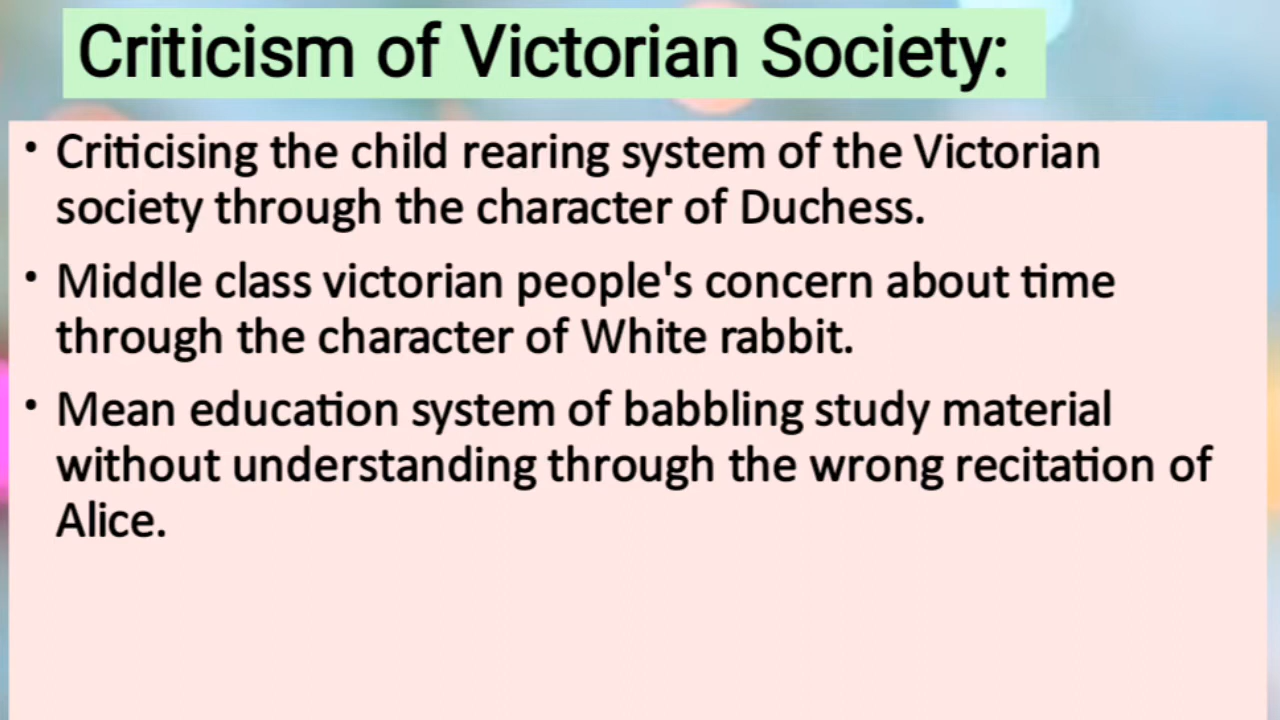 Criticism of Victorian Society:
• Criticising the child rearing system of the Victorian
society through the character of Duchess.
• Middle class victorian people's concern about time
through the character of White rabbit.
• Mean education system of babbling study material
without understanding through the wrong recitation of
Alice.